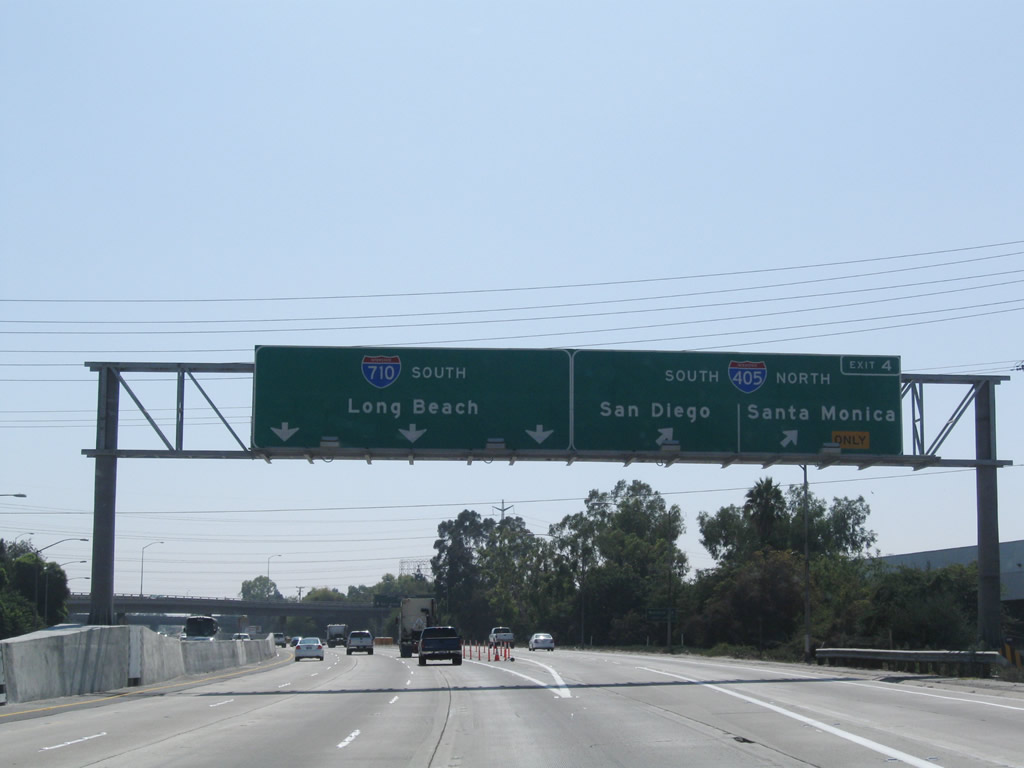 710 SOUTH
Long Beach
EXIT 4
SOUTH 405 NORTH
San Diego Santa Monica
ONLY